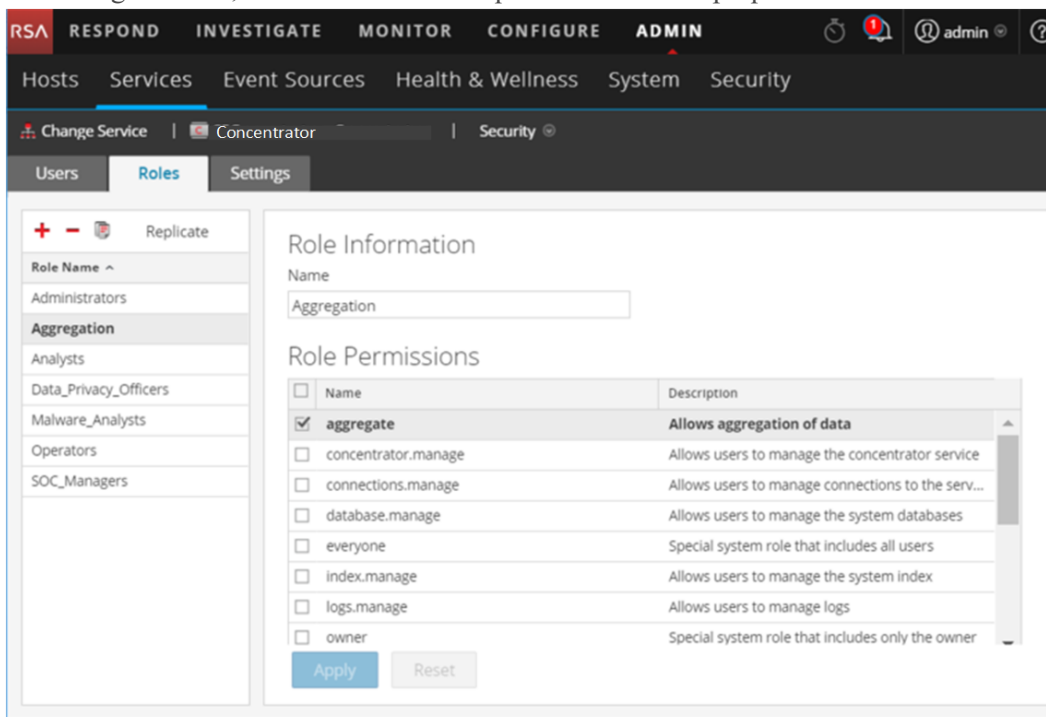 RSA RESPOND INVESTIGATE MONITOR CONFIGURE ADMIN 1 admin
Hosts Services Event Sources Health & Wellness System Security
Change Service | Concentrator | Security
Users Roles Settings
Replicate
Role Name
Administrators
Aggregation
Analysts
Data_Privacy_Officers
Malware_Analysts
Operators
SOC_Managers
Role Information
Name
Aggregation
Role Permissions
Name Description
aggregate Allows aggregation of data
concentrator.manage Allows users to manage the concentrator service
connections.manage Allows users to manage connections to the serv...
database.manage Allows users to manage the system databases
everyone Special system role that includes all users
index.manage Allows users to manage the system index
logs.manage Allows users to manage logs
owner Special system role that includes only the owner
Apply Reset